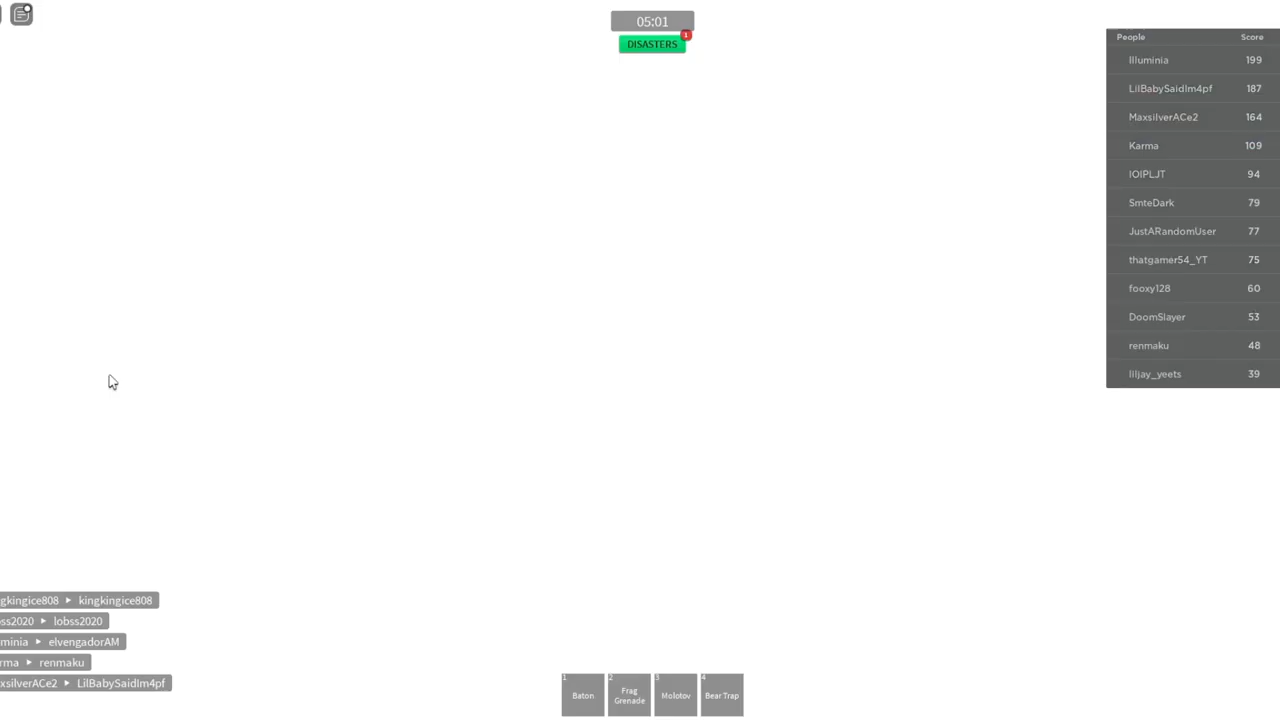 05:01
DISASTERS
1
People Score
Illuminia 199
LilBabySaidIm4pf 187
MaxsilverACe2 164
Karma 109
IOIPLJT 94
SmteDark 79
JustARandomUser 77
thatgamer54_YT 75
fooxy128 60
DoomSlayer 53
renmaku 48
liljay_yeets 39
gkingice808 ▸ kingkingice808
ss2020 ▸ lobss2020
minia ▸ elvengadorAM
rma ▸ renmaku
xsilverACe2 ▸ LilBabySaidIm4pf
1 Baton
2 Frag Grenade
3 Molotov
4 Bear Trap